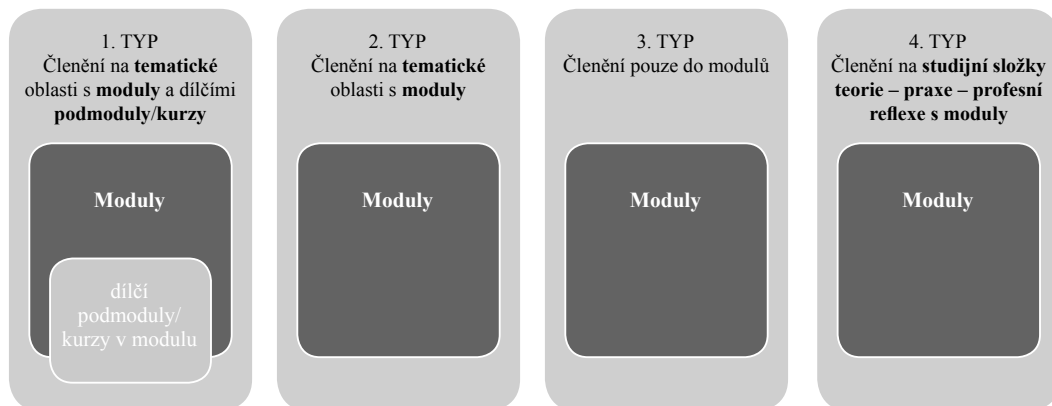 1. TYP
Členění na tematické
oblasti s moduly a dílčími
podmoduly/kurzy
Moduly
dílčí
podmoduly/
kurzy v modulu
2. TYP
Členění na tematické
oblasti s moduly
Moduly
3. TYP
Členění pouze do modulů
Moduly
4. TYP
Členění na studijní složky
teorie – praxe – profesní
reflexe s moduly
Moduly